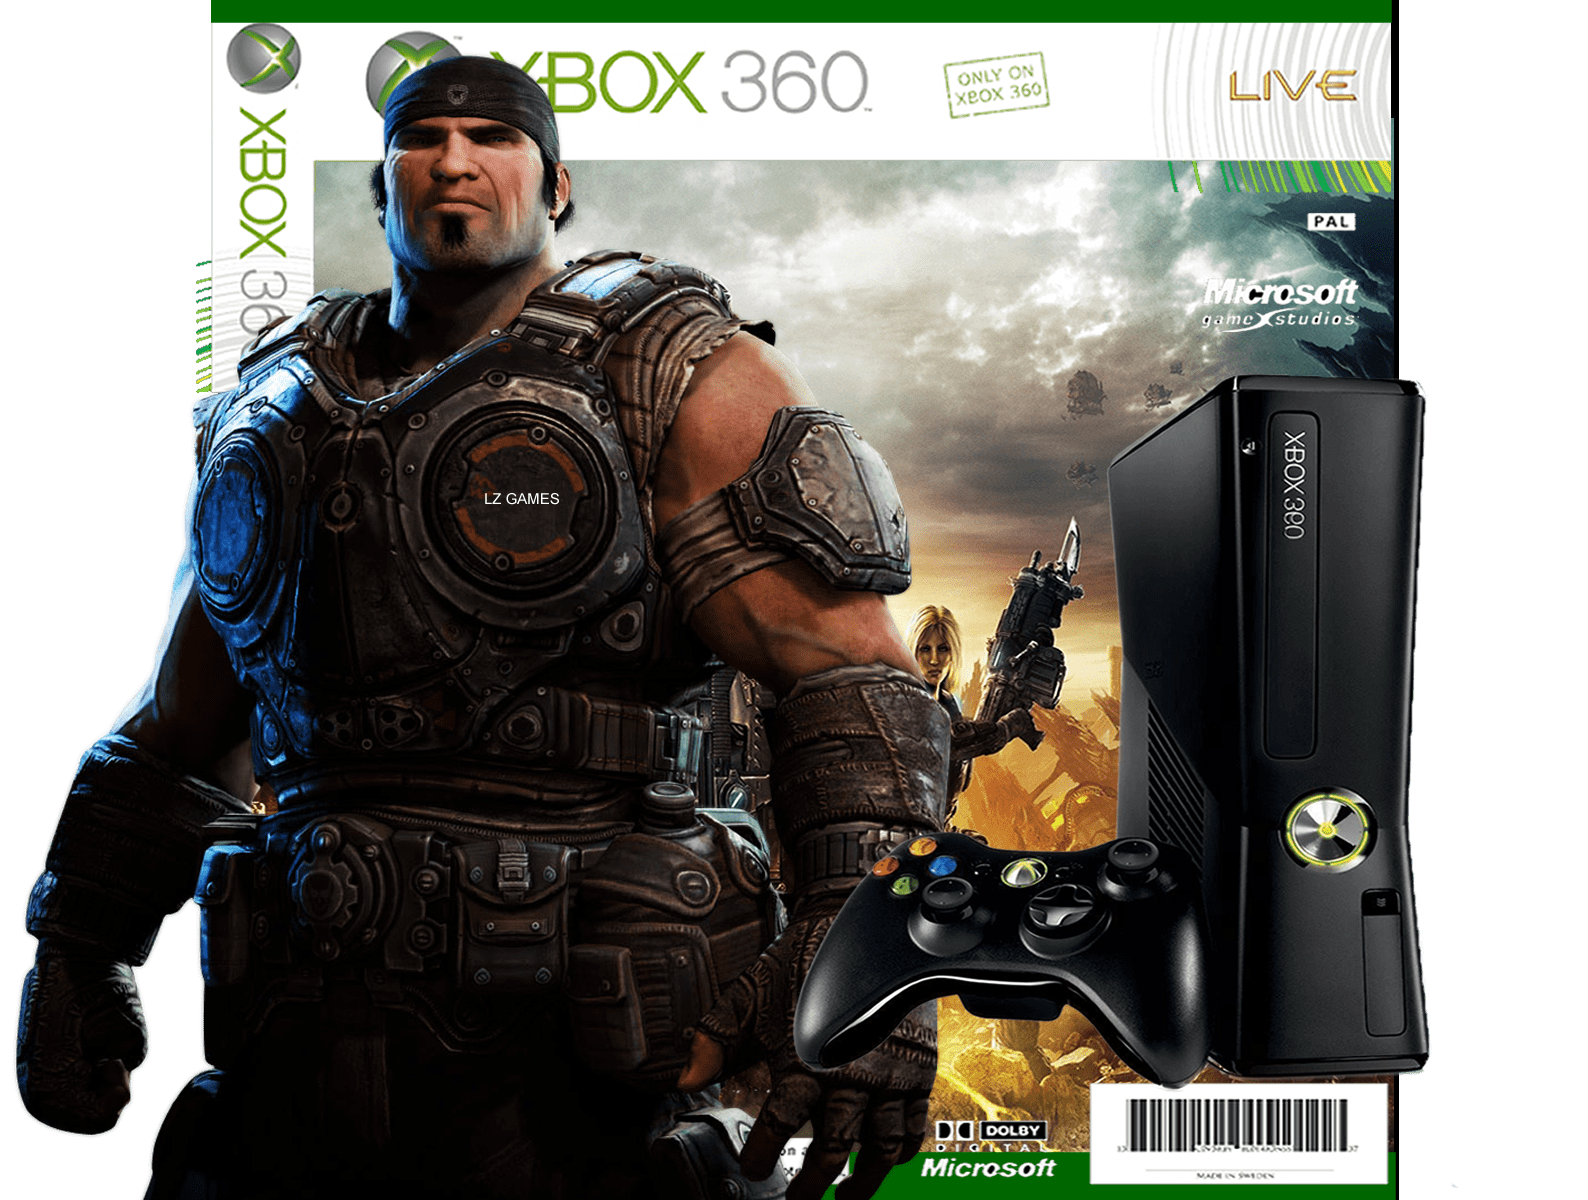 XBOX 360
XBOX 360
ONLY ON
XBOX 360
LIVE
PAL
Microsoft
game studios
XBOX 360
LZ GAMES
DOLBY
DIGITAL
Microsoft
MADE IN SWEDEN